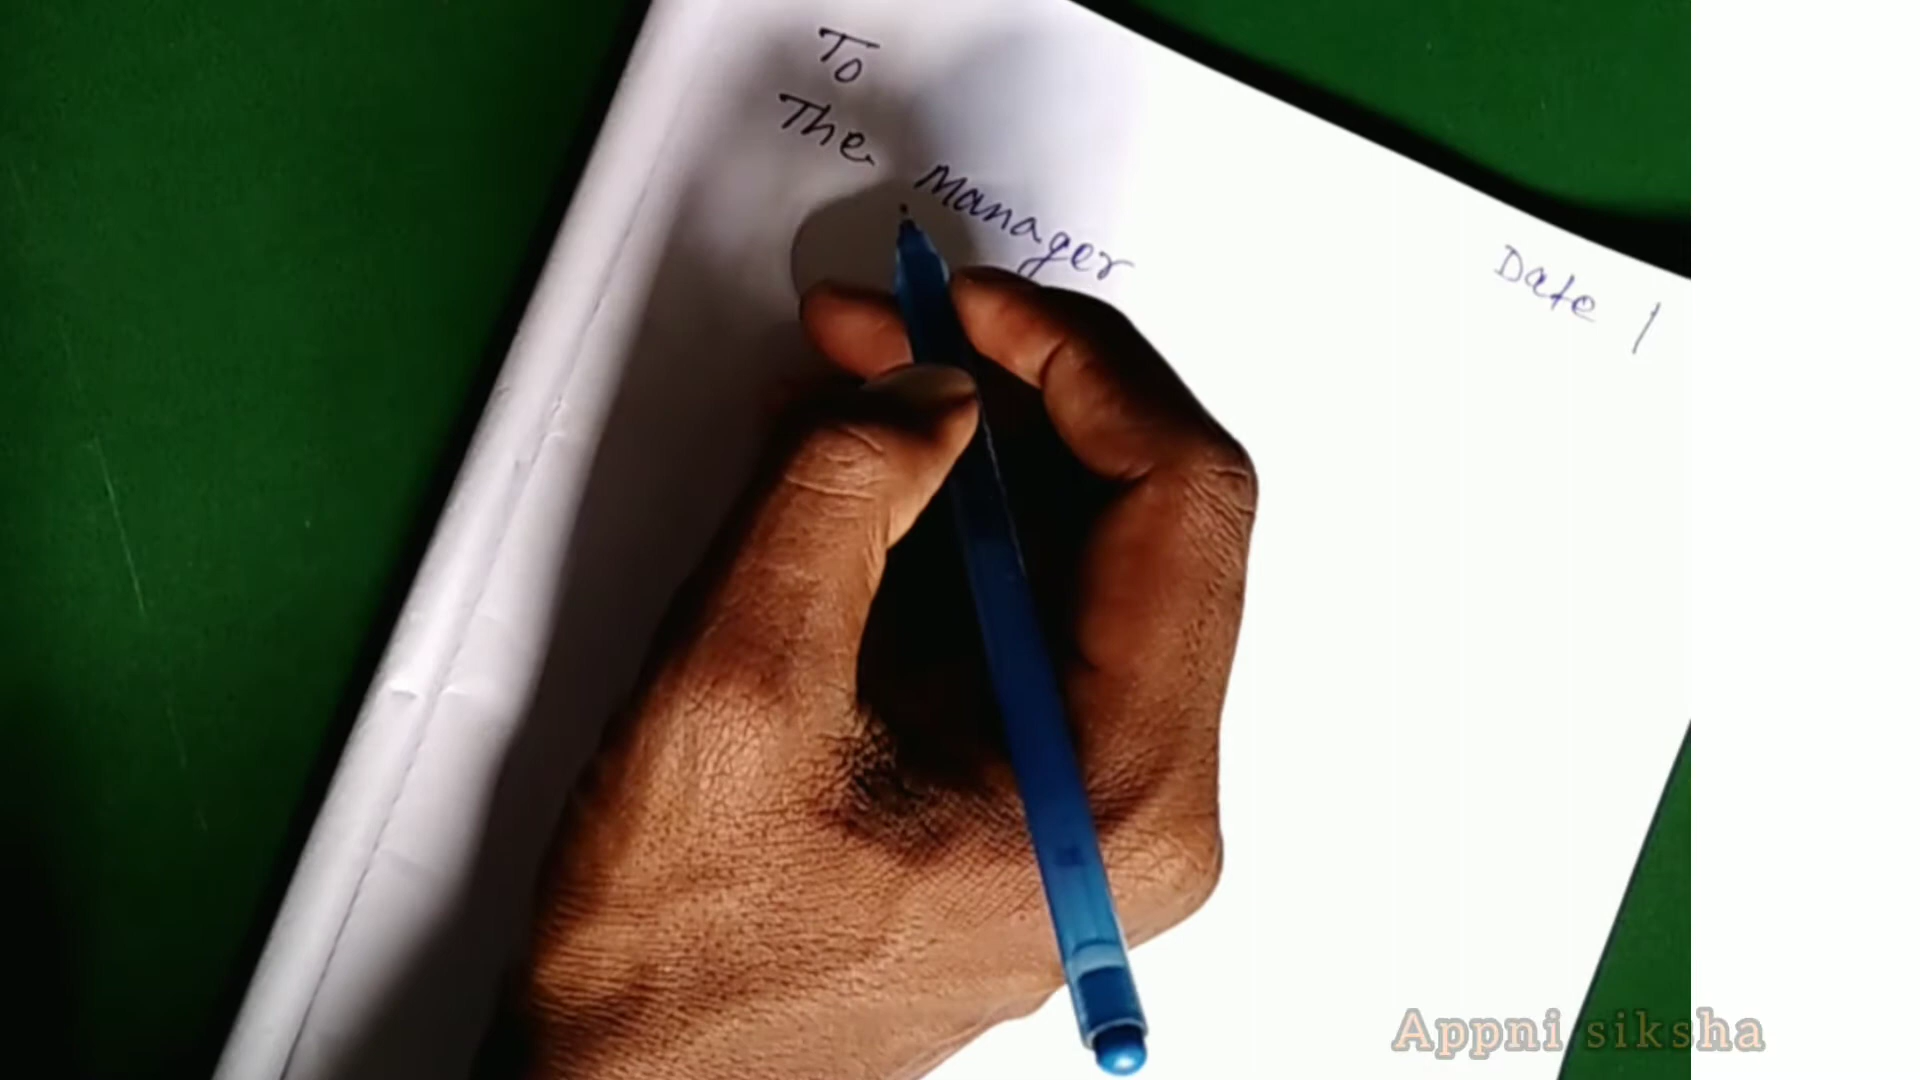 To
The Manager
Date /
Appni siksha